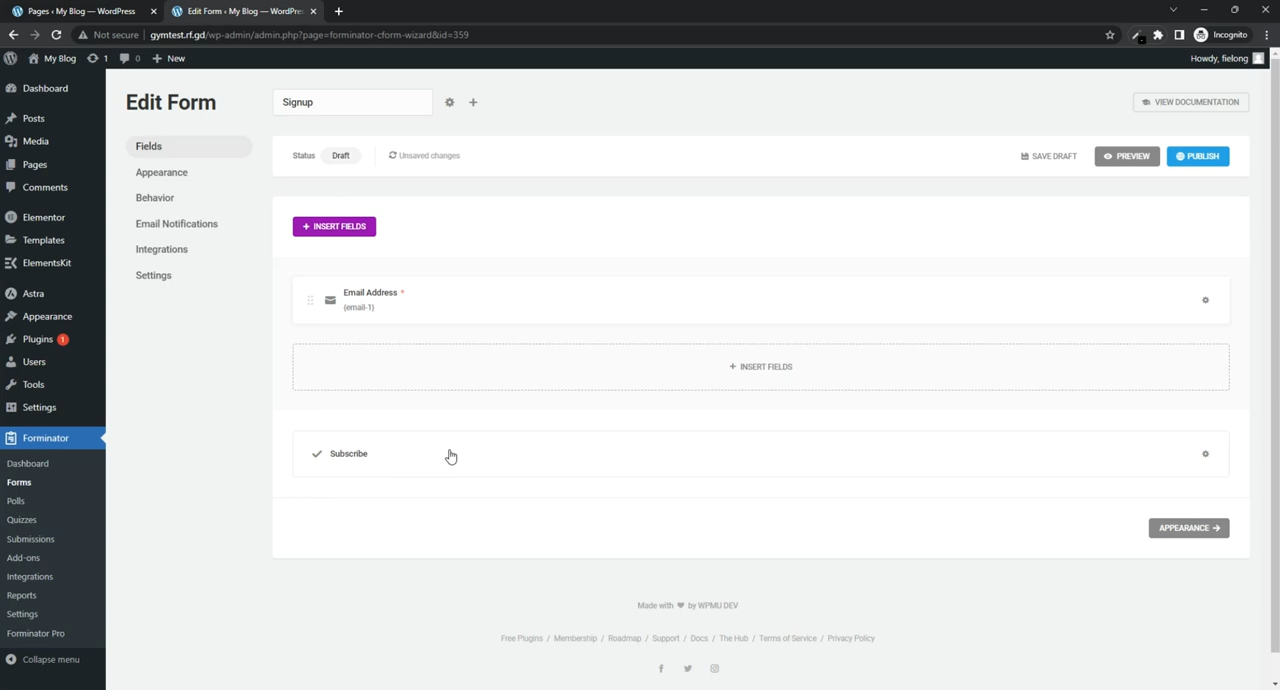 Pages ‹ My Blog — WordPress
Edit Form ‹ My Blog — WordPre
Not secure
gymtest.rf.gd/wp-admin/admin.php?page=forminator-cform-wizard&id=359
Incognito
My Blog
1
0
New
Howdy, fielong
Dashboard
Posts
Media
Pages
Comments
Elementor
Templates
ElementsKit
Astra
Appearance
Plugins 1
Users
Tools
Settings
Forminator
Dashboard
Forms
Polls
Quizzes
Submissions
Add-ons
Integrations
Reports
Settings
Forminator Pro
Collapse menu
Edit Form
Signup
VIEW DOCUMENTATION
Fields
Appearance
Behavior
Email Notifications
Integrations
Settings
Status Draft
Unsaved changes
SAVE DRAFT
PREVIEW
PUBLISH
+ INSERT FIELDS
Email Address *
{email-1}
+ INSERT FIELDS
Subscribe
APPEARANCE →
Made with ♥ by WPMU DEV
Free Plugins / Membership / Roadmap / Support / Docs / The Hub / Terms of Service / Privacy Policy